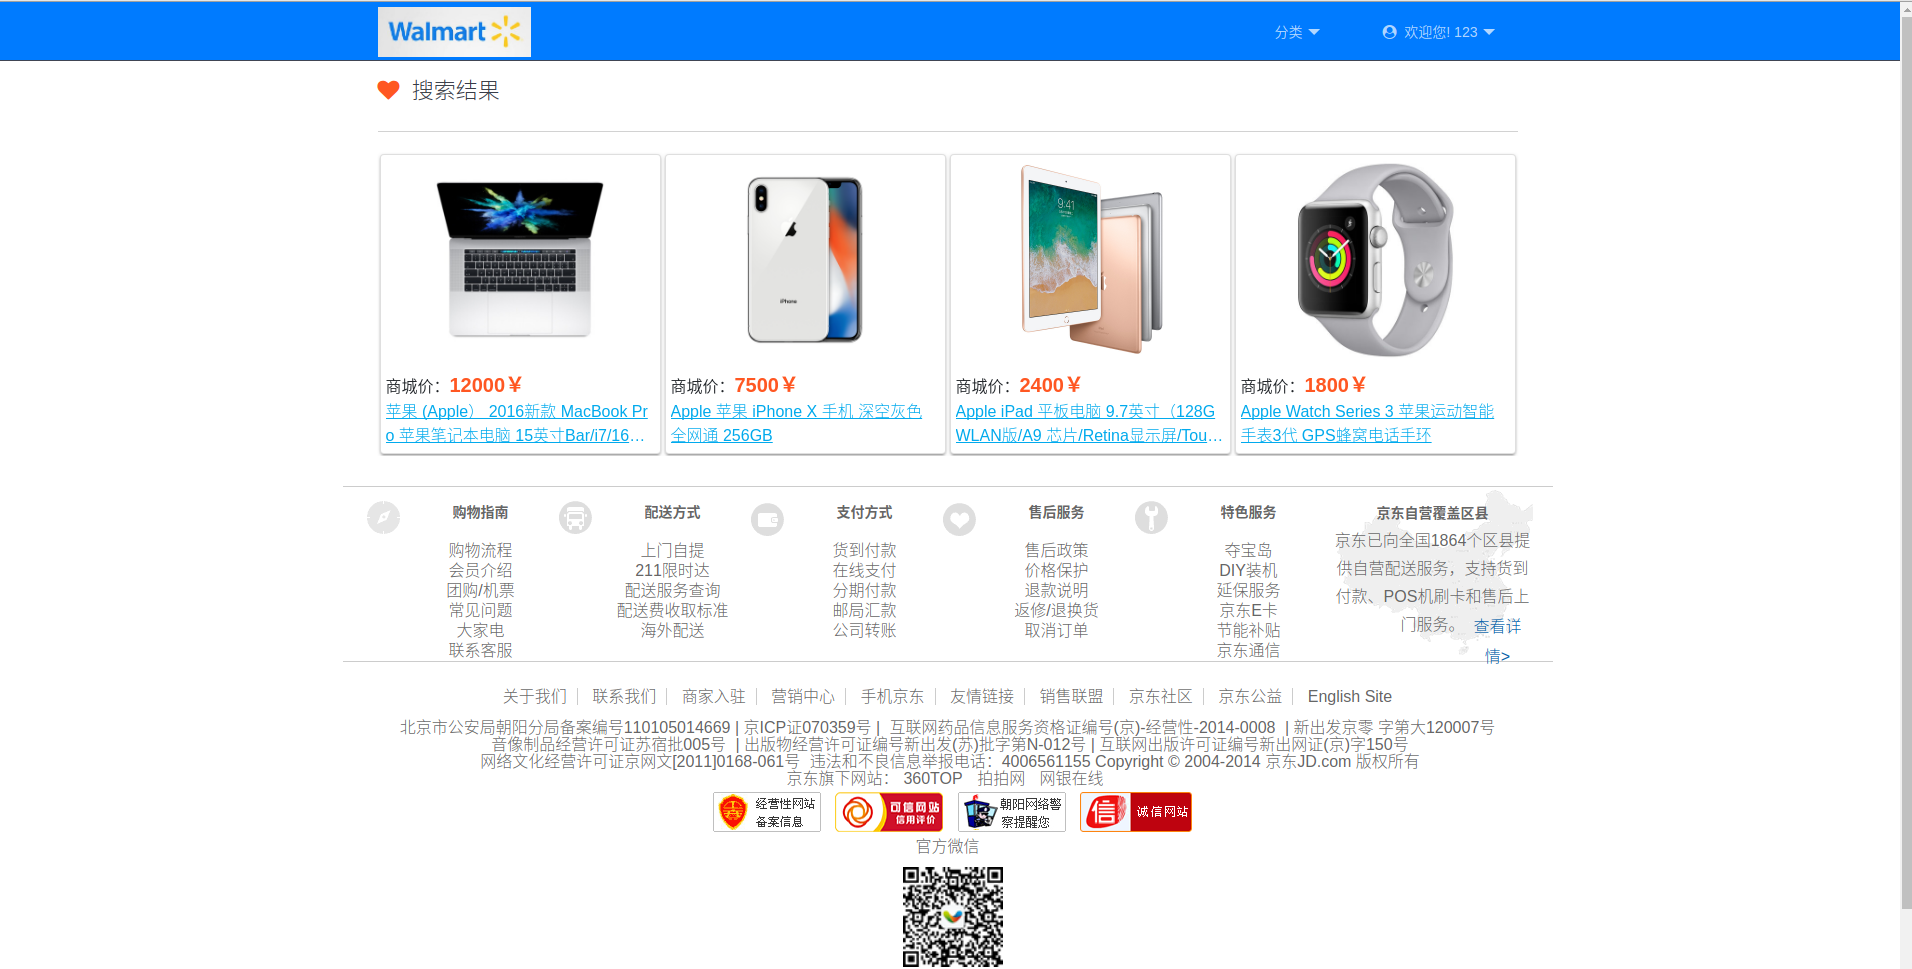 Walmart
分类
欢迎您! 123
搜索结果
9:41
iPhone
商城价：12000￥
苹果 (Apple） 2016新款 MacBook Pr
o 苹果笔记本电脑 15英寸Bar/i7/16…
商城价：7500￥
Apple 苹果 iPhone X 手机 深空灰色
全网通 256GB
商城价：2400￥
Apple iPad 平板电脑 9.7英寸（128G
WLAN版/A9 芯片/Retina显示屏/Tou…
商城价：1800￥
Apple Watch Series 3 苹果运动智能
手表3代 GPS蜂窝电话手环
购物指南
购物流程
会员介绍
团购/机票
常见问题
大家电
联系客服
配送方式
上门自提
211限时达
配送服务查询
配送费收取标准
海外配送
支付方式
货到付款
在线支付
分期付款
邮局汇款
公司转账
售后服务
售后政策
价格保护
退款说明
返修/退换货
取消订单
特色服务
夺宝岛
DIY装机
延保服务
京东E卡
节能补贴
京东通信
京东自营覆盖区县
京东已向全国1864个区县提
供自营配送服务，支持货到
付款、POS机刷卡和售后上
门服务。 查看详
情>
关于我们 联系我们 商家入驻 营销中心 手机京东 友情链接 销售联盟 京东社区 京东公益 English Site
北京市公安局朝阳分局备案编号110105014669 | 京ICP证070359号 | 互联网药品信息服务资格证编号(京)-经营性-2014-0008 | 新出发京零 字第大120007号
音像制品经营许可证苏宿批005号 | 出版物经营许可证编号新出发(苏)批字第N-012号 | 互联网出版许可证编号新出网证(京)字150号
网络文化经营许可证京网文[2011]0168-061号 违法和不良信息举报电话：4006561155 Copyright © 2004-2014 京东JD.com 版权所有
京东旗下网站： 360TOP 拍拍网 网银在线
经营性网站
备案信息
可信网站
信用评价
朝阳网络警
察提醒您
信 诚信网站
官方微信